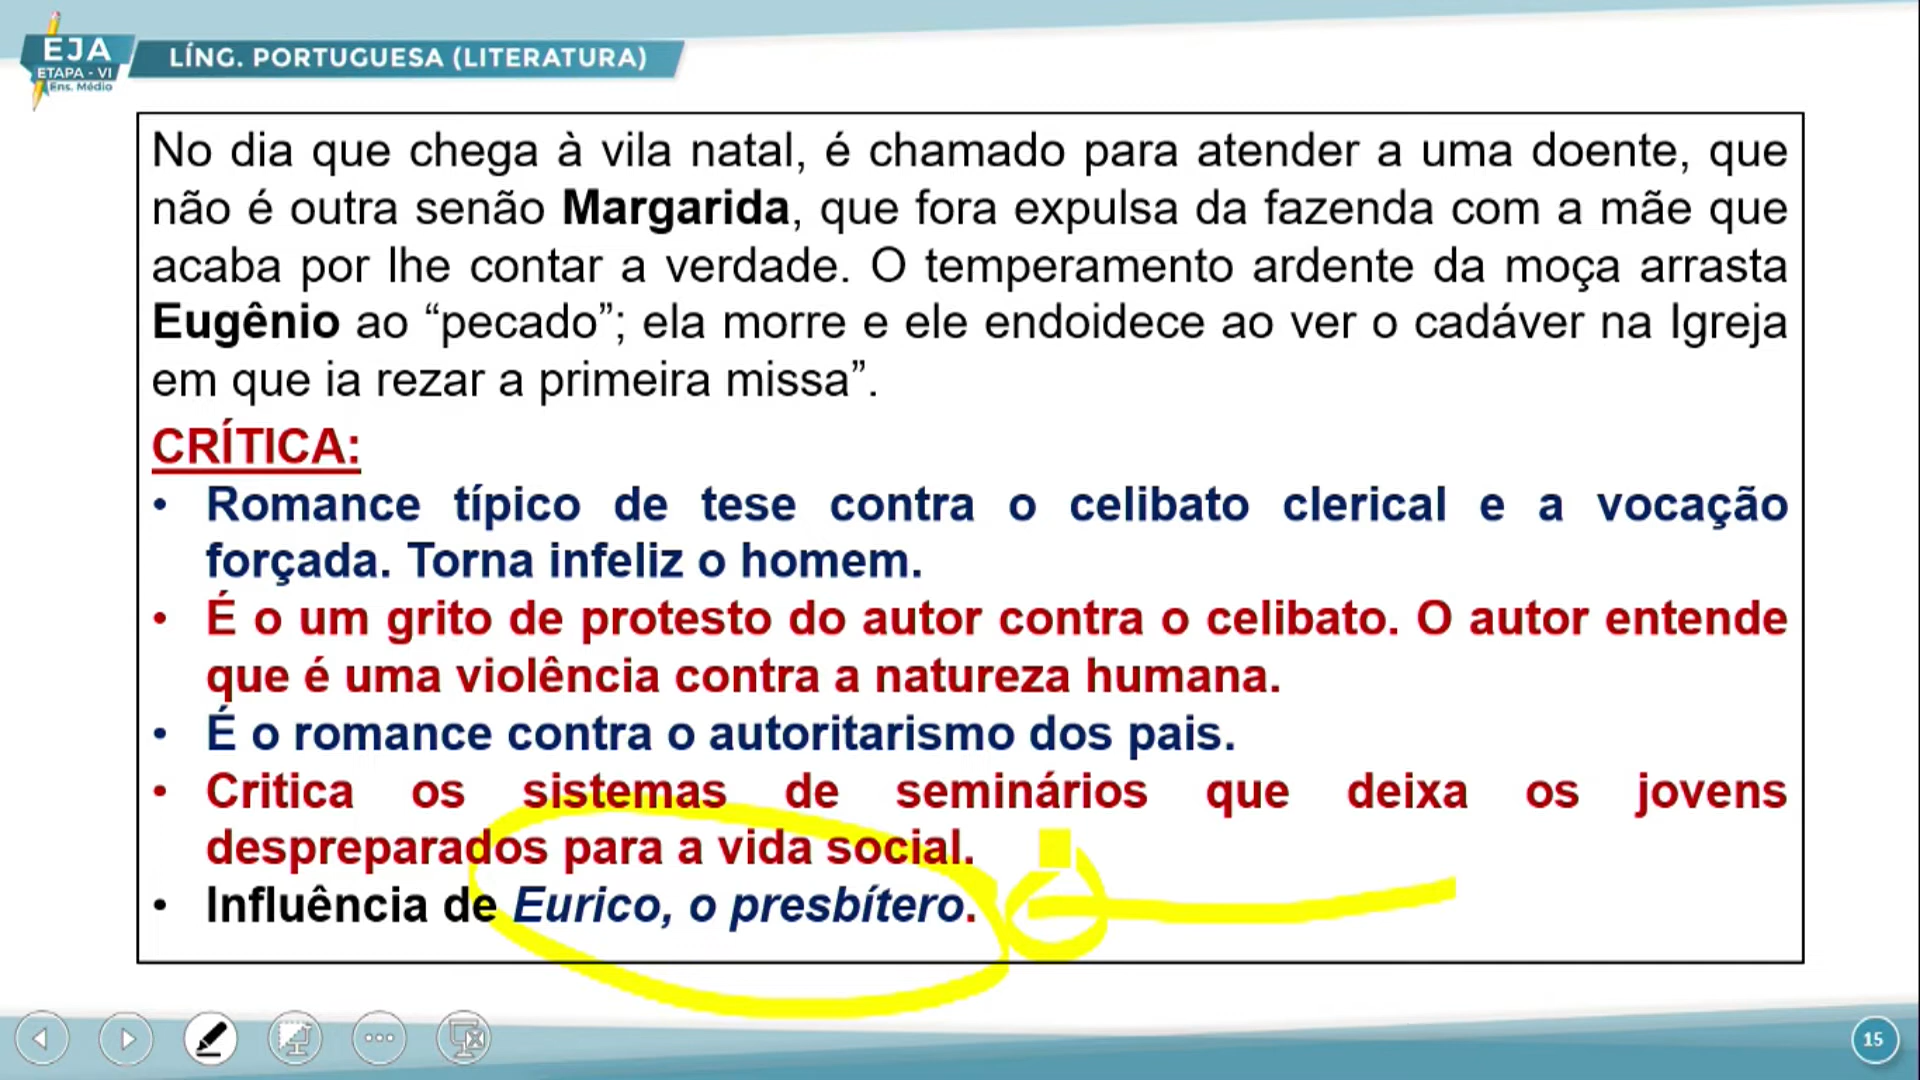 EJA
ETAPA - VI
Ens. Médio
LÍNG. PORTUGUESA (LITERATURA)
No dia que chega à vila natal, é chamado para atender a uma doente, que
não é outra senão Margarida, que fora expulsa da fazenda com a mãe que
acaba por lhe contar a verdade. O temperamento ardente da moça arrasta
Eugênio ao “pecado”; ela morre e ele endoidece ao ver o cadáver na Igreja
em que ia rezar a primeira missa”.
CRÍTICA:
• Romance típico de tese contra o celibato clerical e a vocação
forçada. Torna infeliz o homem.
• É o um grito de protesto do autor contra o celibato. O autor entende
que é uma violência contra a natureza humana.
• É o romance contra o autoritarismo dos pais.
• Critica os sistemas de seminários que deixa os jovens
despreparados para a vida social.
• Influência de Eurico, o presbítero.
15